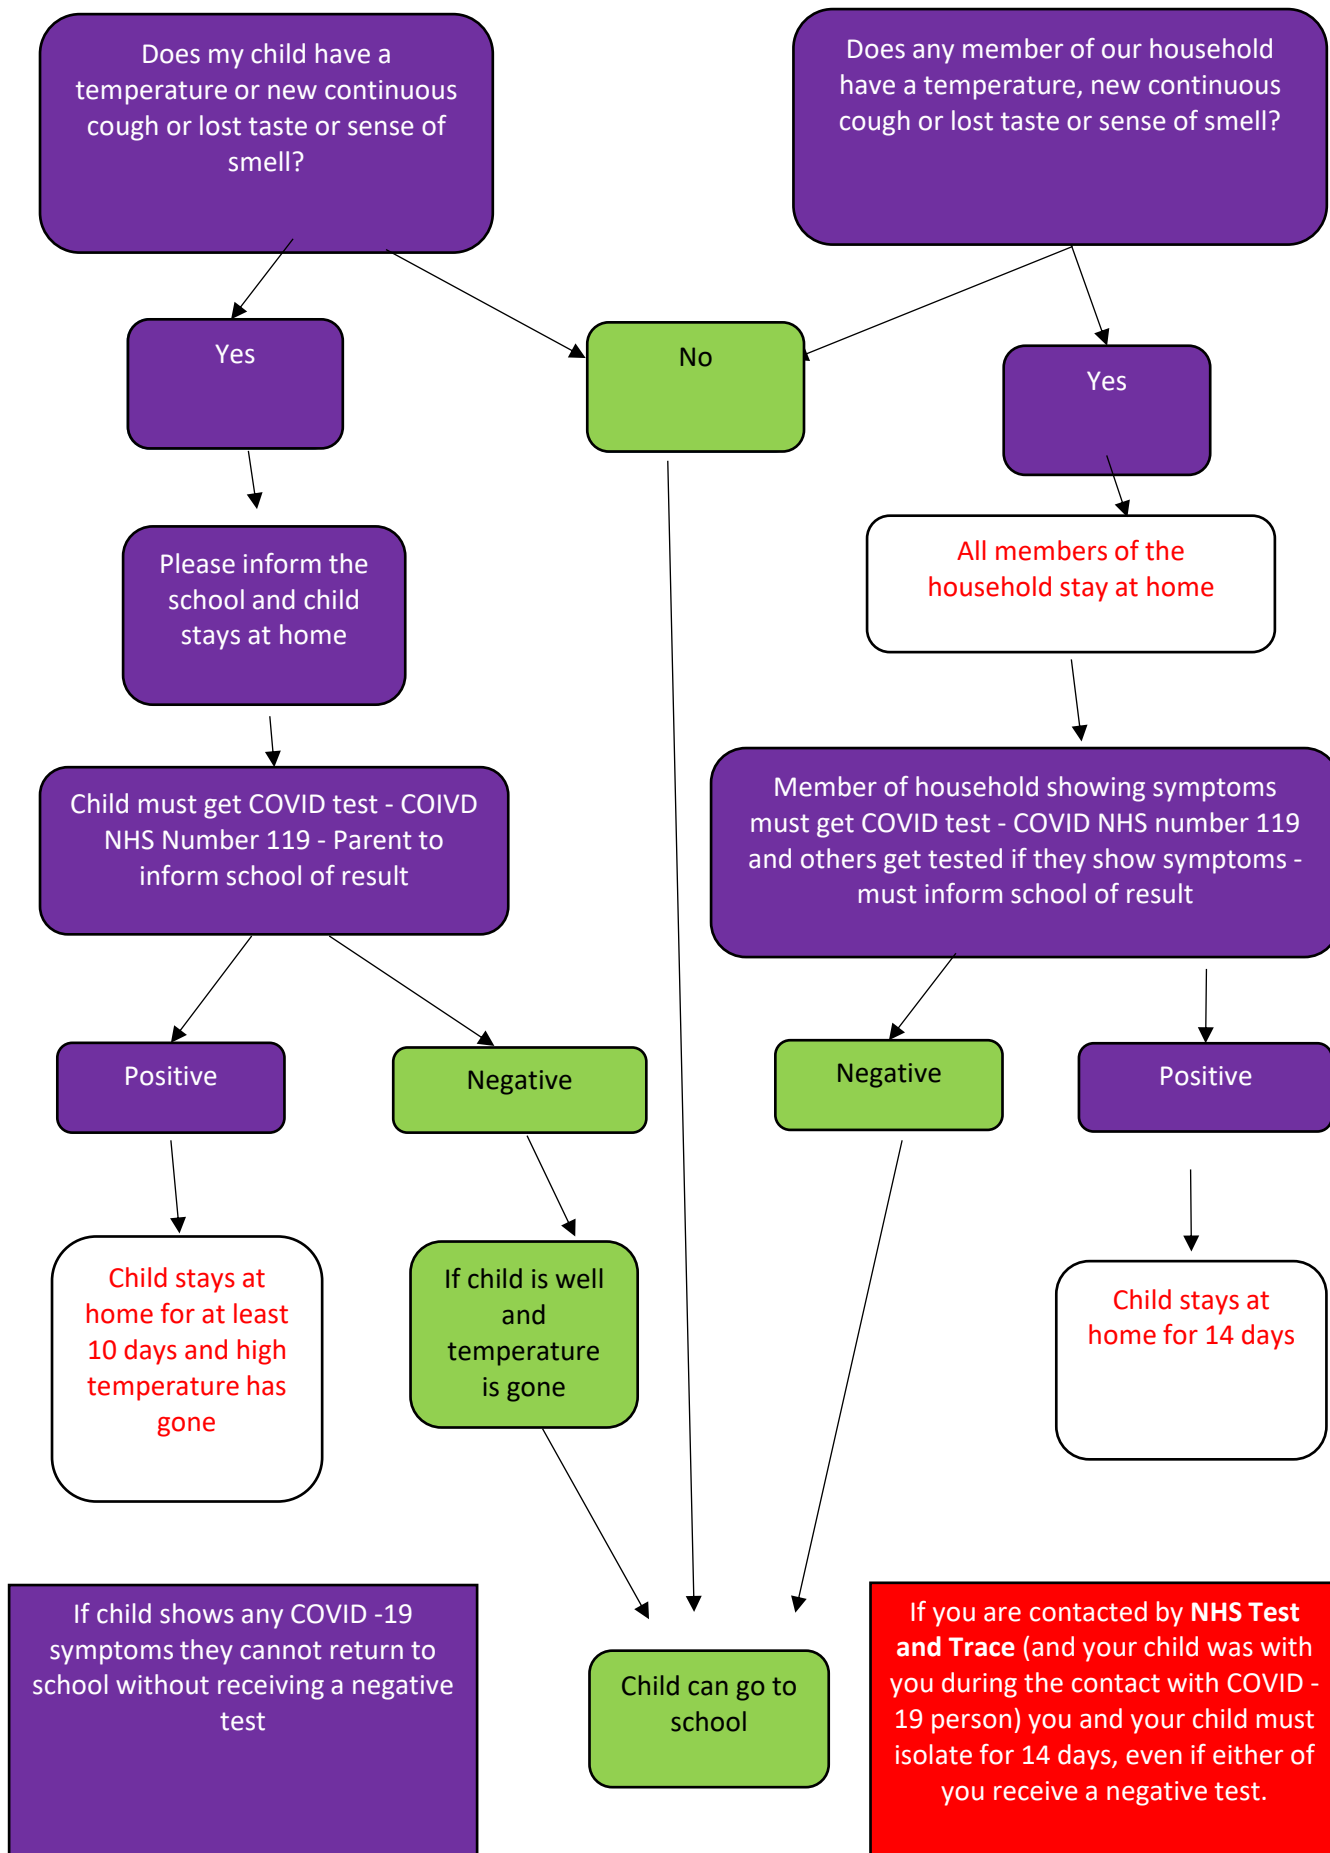 Does my child have a
temperature or new continuous
cough or lost taste or sense of
smell?
Does any member of our household
have a temperature, new continuous
cough or lost taste or sense of smell?
Yes
No
Yes
Please inform the
school and child
stays at home
All members of the
household stay at home
Child must get COVID test - COIVD
NHS Number 119 - Parent to
inform school of result
Member of household showing symptoms
must get COVID test - COVID NHS number 119
and others get tested if they show symptoms -
must inform school of result
Positive
Negative
Negative
Positive
Child stays at
home for at least
10 days and high
temperature has
gone
If child is well
and
temperature
is gone
Child stays at
home for 14 days
If child shows any COVID -19
symptoms they cannot return to
school without receiving a negative
test
Child can go to
school
If you are contacted by NHS Test
and Trace (and your child was with
you during the contact with COVID -
19 person) you and your child must
isolate for 14 days, even if either of
you receive a negative test.